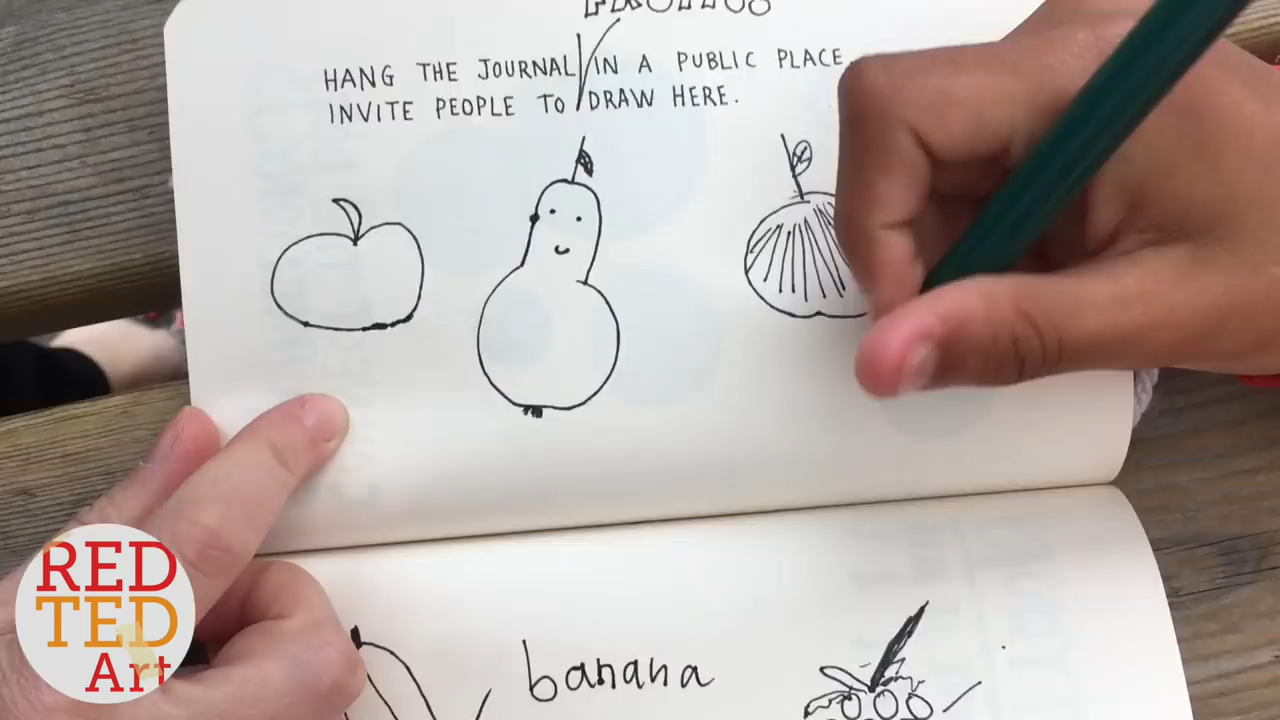 HANG THE JOURNAL IN A PUBLIC PLACE.
INVITE PEOPLE TO DRAW HERE.
banana
RED
TED
Art